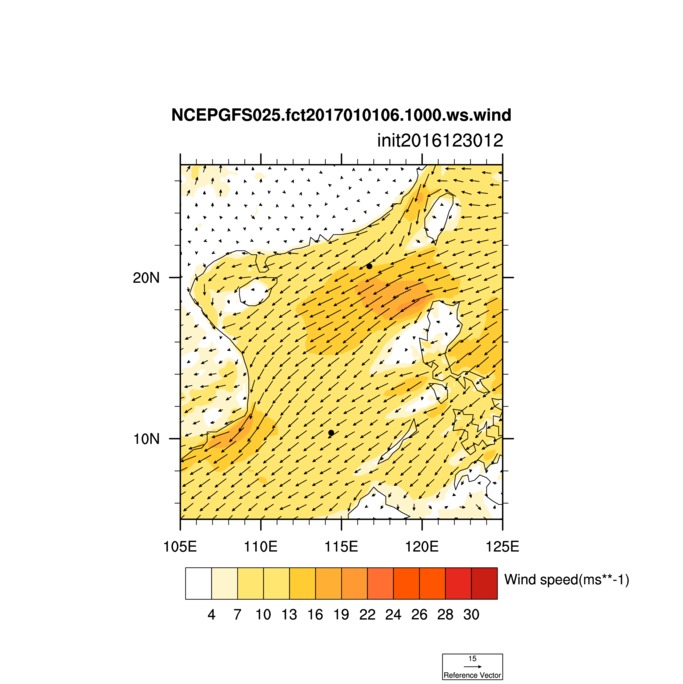 NCEPGFS025.fct2017010106.1000.ws.wind
init2016123012
20N
10N
105E 110E 115E 120E 125E
Wind speed(ms**-1)
4 7 10 13 16 19 22 24 26 28 30
15
Reference Vector